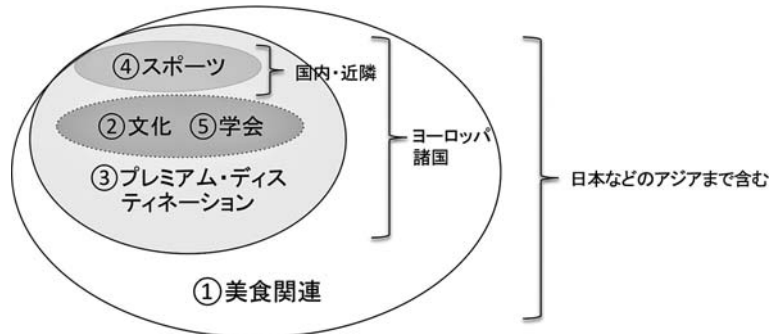 ④スポーツ
国内・近隣
②文化 ⑤学会
ヨーロッパ
諸国
③プレミアム・ディス
ティネーション
日本などのアジアまで含む
①美食関連